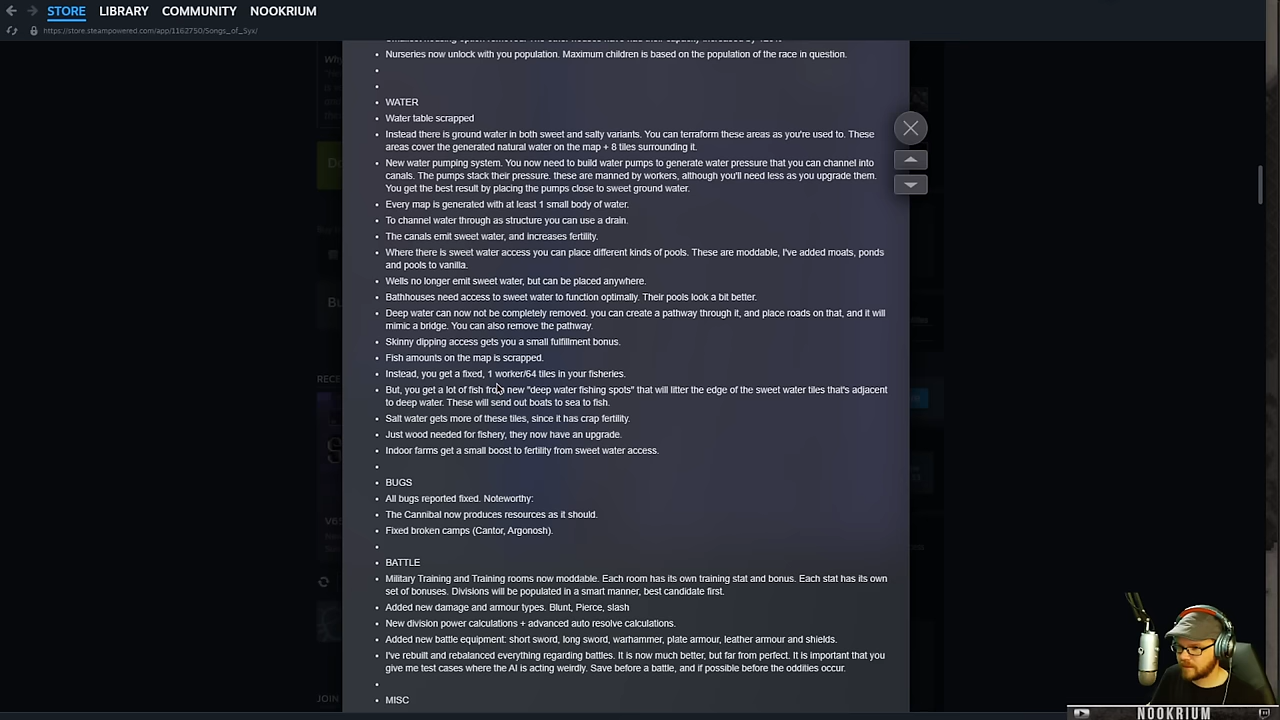 STORE LIBRARY COMMUNITY NOOKRIUM
https://store.steampowered.com/app/1162750/Songs_of_Syx/
Nurseries now unlock with you population. Maximum children is based on the population of the race in question.
WATER
Water table scrapped
Instead there is ground water in both sweet and salty variants. You can terraform these areas as you're used to. These
areas cover the generated natural water on the map + 8 tiles surrounding it.
New water pumping system. You now need to build water pumps to generate water pressure that you can channel into
canals. The pumps stack their pressure. these are manned by workers, although you'll need less as you upgrade them.
You get the best result by placing the pumps close to sweet ground water.
Every map is generated with at least 1 small body of water.
To channel water through as structure you can use a drain.
The canals emit sweet water, and increases fertility.
Where there is sweet water access you can place different kinds of pools. These are moddable, I've added moats, ponds
and pools to vanilla.
Wells no longer emit sweet water, but can be placed anywhere.
Bathhouses need access to sweet water to function optimally. Their pools look a bit better.
Deep water can now not be completely removed. you can create a pathway through it, and place roads on that, and it will
mimic a bridge. You can also remove the pathway.
Skinny dipping access gets you a small fulfillment bonus.
Fish amounts on the map is scrapped.
Instead, you get a fixed, 1 worker/64 tiles in your fisheries.
But, you get a lot of fish from new "deep water fishing spots" that will litter the edge of the sweet water tiles that's adjacent
to deep water. These will send out boats to sea to fish.
Salt water gets more of these tiles, since it has crap fertility.
Just wood needed for fishery, they now have an upgrade.
Indoor farms get a small boost to fertility from sweet water access.
BUGS
All bugs reported fixed. Noteworthy:
The Cannibal now produces resources as it should.
Fixed broken camps (Cantor, Argonosh).
BATTLE
Military Training and Training rooms now moddable. Each room has its own training stat and bonus. Each stat has its own
set of bonuses. Divisions will be populated in a smart manner, best candidate first.
Added new damage and armour types. Blunt, Pierce, slash
New division power calculations + advanced auto resolve calculations.
Added new battle equipment: short sword, long sword, warhammer, plate armour, leather armour and shields.
I've rebuilt and rebalanced everything regarding battles. It is now much better, but far from perfect. It is important that you
give me test cases where the AI is acting weirdly. Save before a battle, and if possible before the oddities occur.
MISC
NOOKRIUM